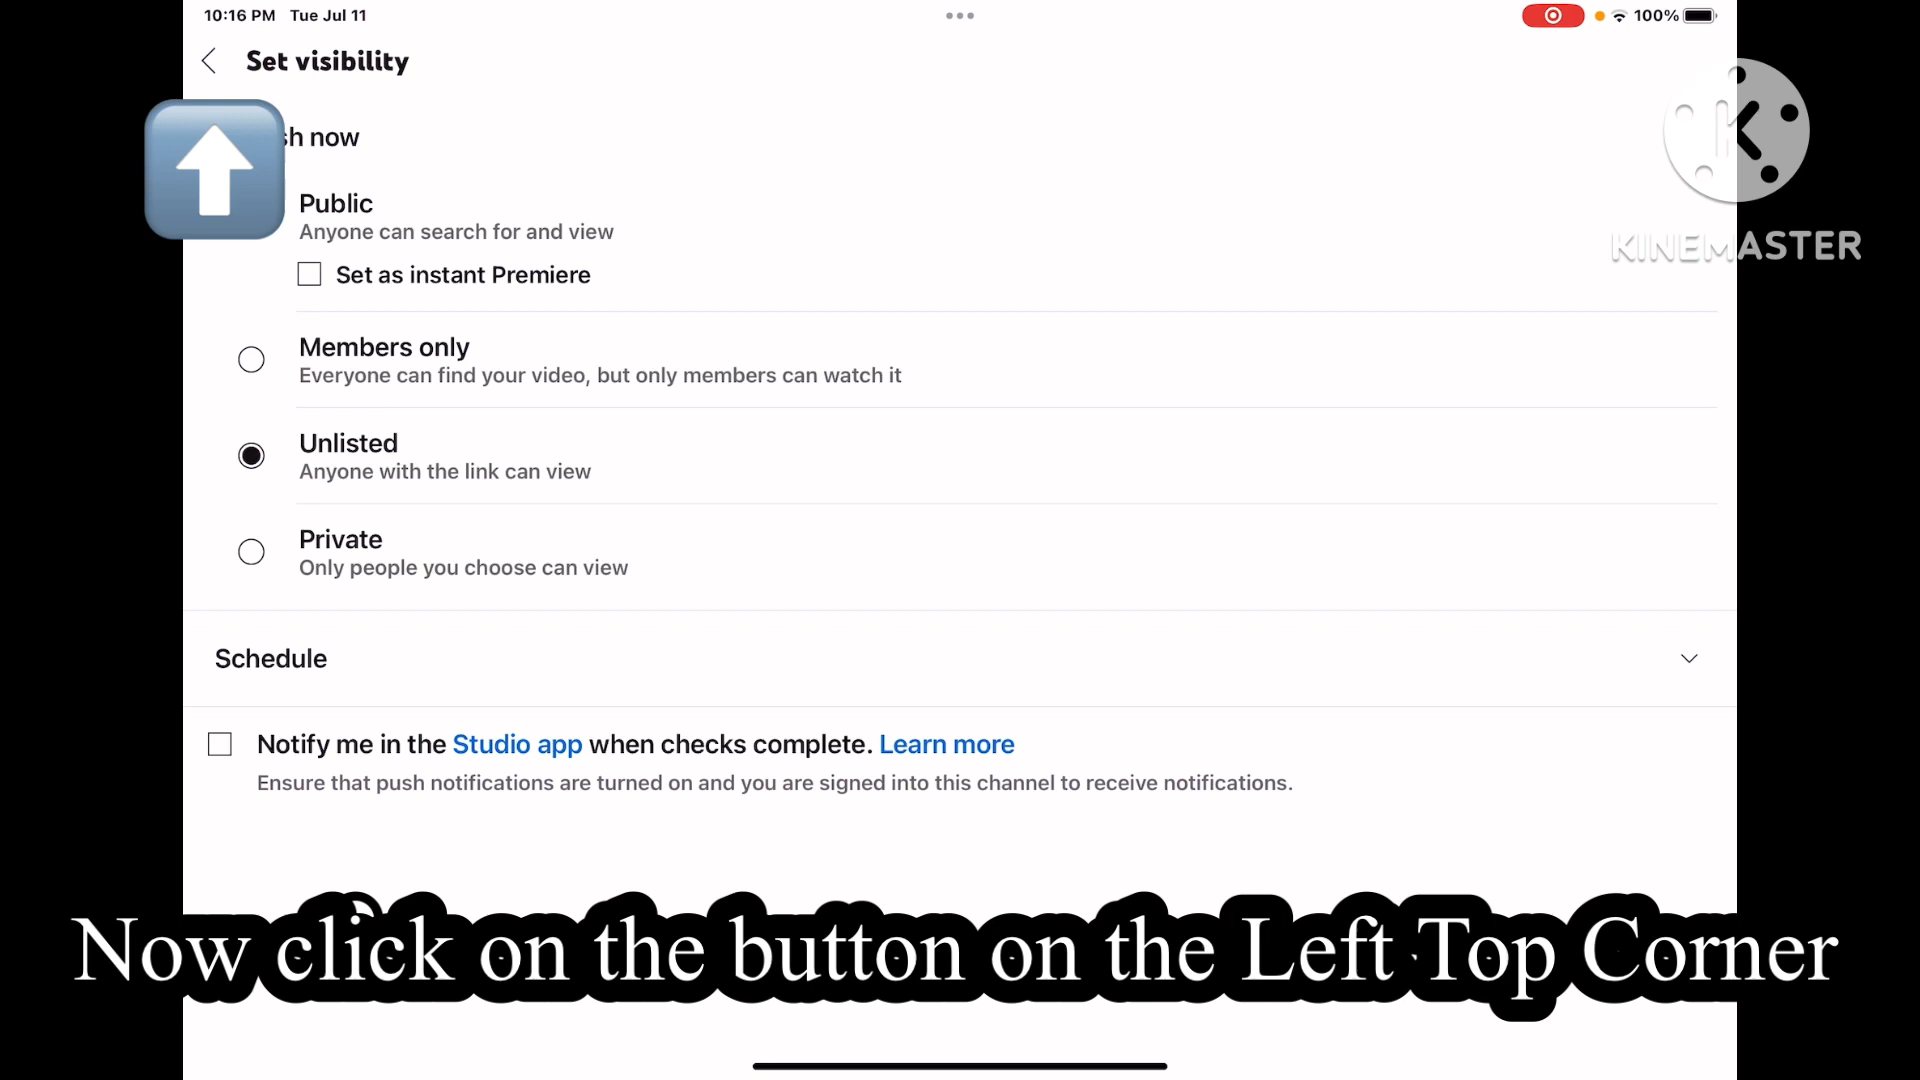 10:16 PM Tue Jul 11
100%
Set visibility
sh now
Public
Anyone can search for and view
Set as instant Premiere
KINEMASTER
Members only
Everyone can find your video, but only members can watch it
Unlisted
Anyone with the link can view
Private
Only people you choose can view
Schedule
Notify me in the Studio app when checks complete. Learn more
Ensure that push notifications are turned on and you are signed into this channel to receive notifications.
Now click on the button on the Left Top Corner